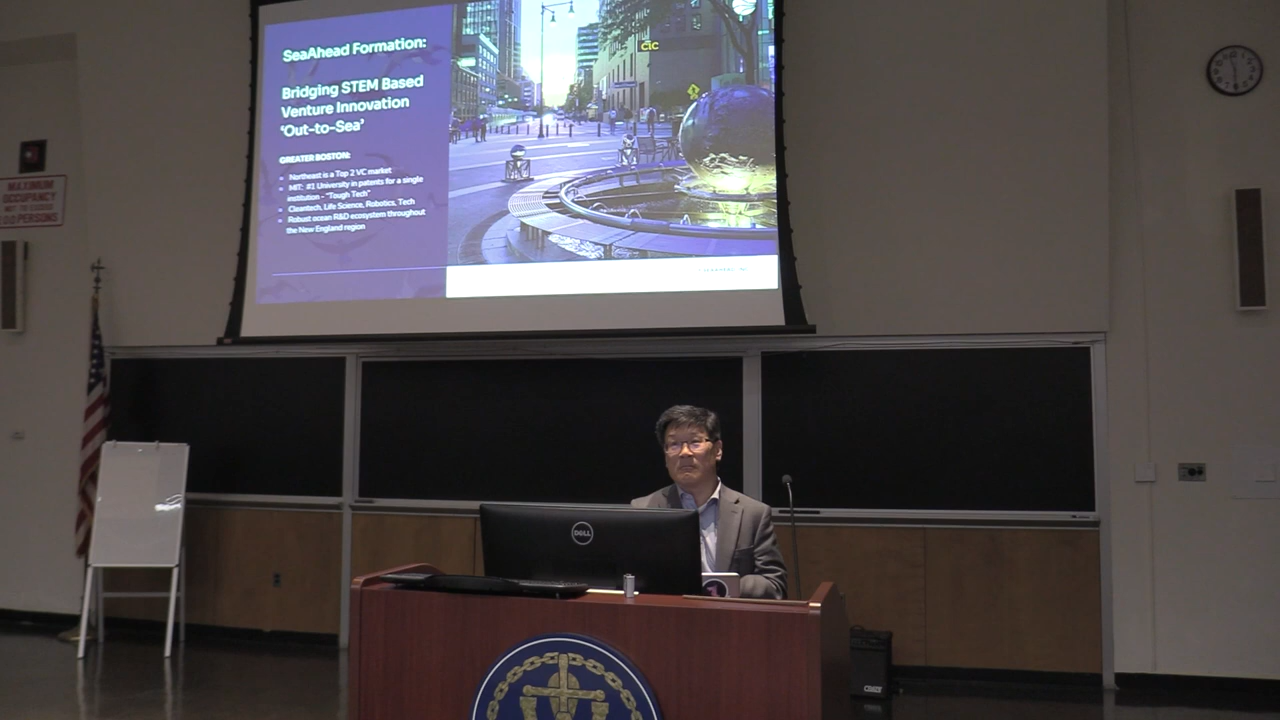 SeaAhead Formation:
Bridging STEM Based
Venture Innovation
'Out-to-Sea'
GREATER BOSTON:
Northeast is a Top 2 VC market
MIT: #1 University in patents for a single
institution - "Tough Tech"
Cleantech, Life Science, Robotics, Tech
Robust ocean R&D ecosystem throughout
the New England region
CIC
MAXIMUM
OCCUPANCY
PERSONS
DELL